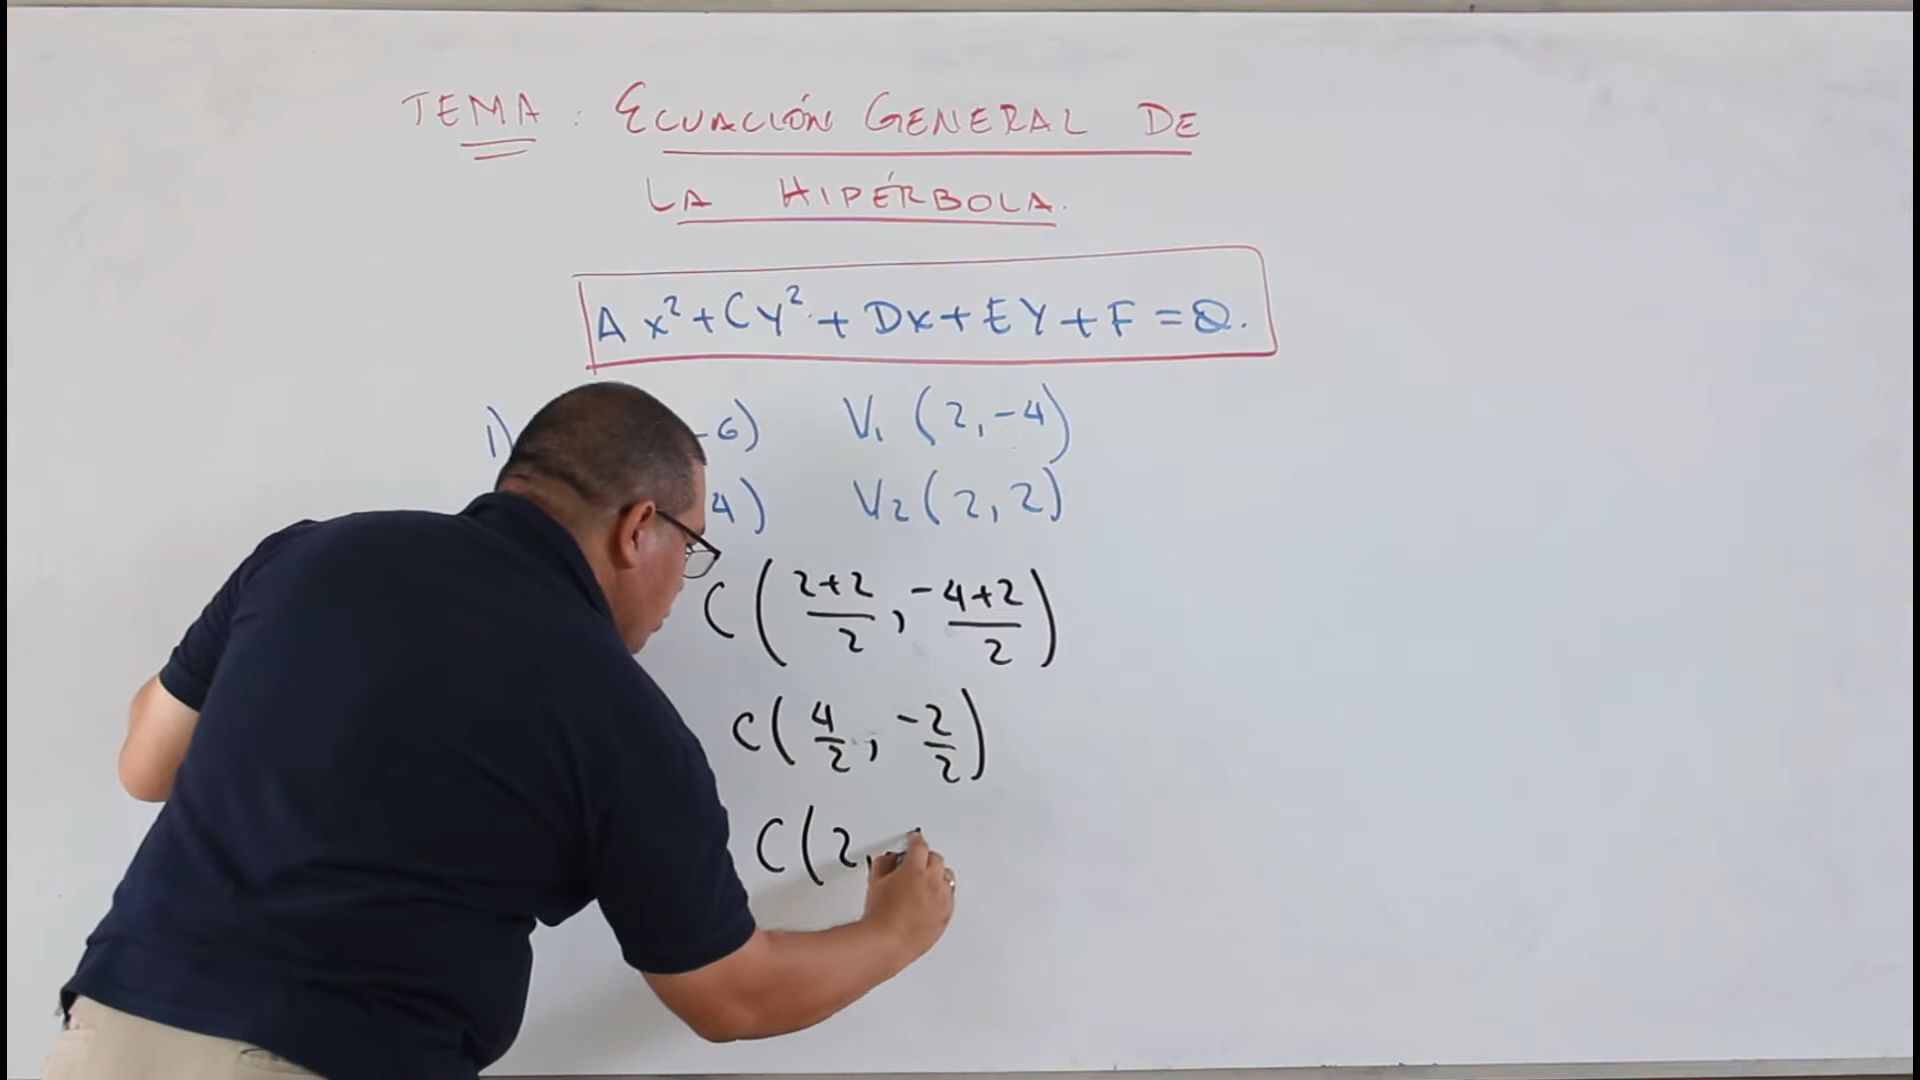 TEMA: ECUACIÓN GENERAL DE
LA HIPÉRBOLA.
Ax²+Cy²+Dx+EY+F=0.
1) -6) V₁ (2,-4)
4) V₂ (2,2)
C((2+2)/2, (-4+2)/2)
C(4/2, -2/2)
C(2,